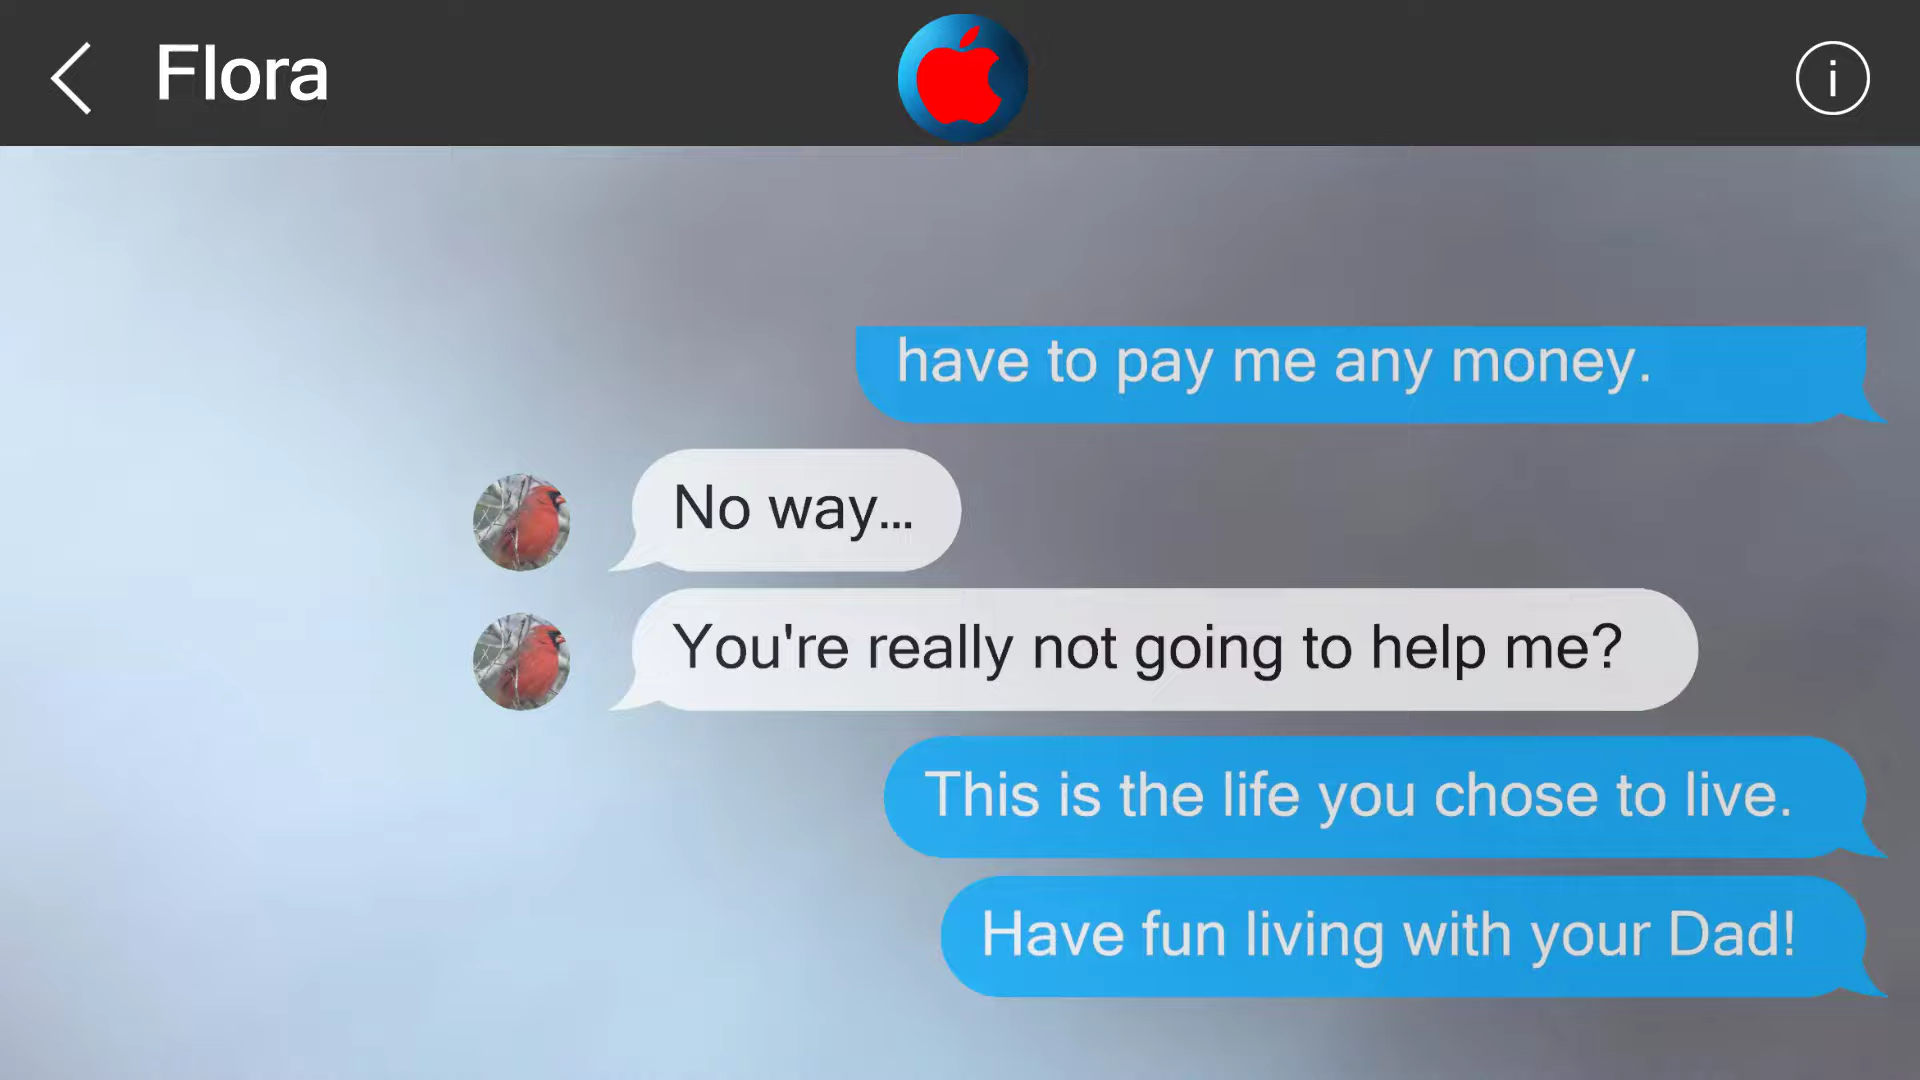 Flora
i
have to pay me any money.
No way...
You're really not going to help me?
This is the life you chose to live.
Have fun living with your Dad!